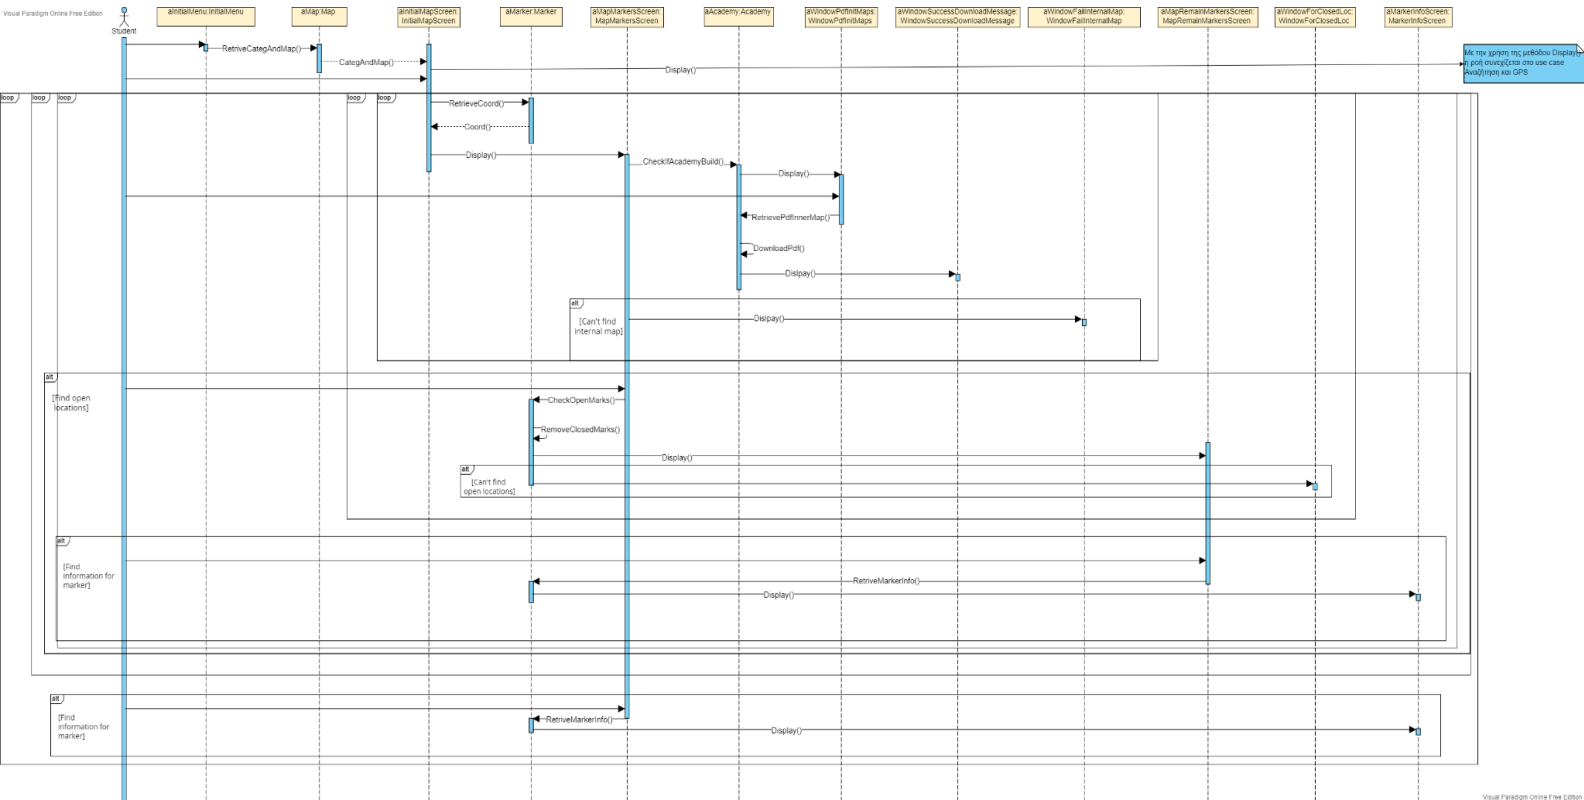 Visual Paradigm Online Free Edition
Student
aInitialMenu:InitialMenu
aMap:Map
aInitialMapScreen:
InitialMapScreen
aMarker:Marker
aMapMarkersScreen:
MapMarkersScreen
aAcademy:Academy
aWindowPdfInitMaps:
WindowPdfInitMaps
aWindowSuccessDownloadMessage:
WindowSuccessDownloadMessage
aWindowFailInternalMap:
WindowFailInternalMap
aMapRemainMarkersScreen:
MapRemainMarkersScreen
aWindowForClosedLoc:
WindowForClosedLoc
aMarkerInfoScreen:
MarkerInfoScreen
RetriveCategAndMap()
CategAndMap()
Display()
Με την χρήση της μεθόδου Display()
η ροή συνεχίζεται στο use case
Αναζήτηση και GPS
loop
loop
loop
loop
loop
RetrieveCoord()
Coord()
Display()
CheckIfAcademyBuild()
Display()
RetrievePdfInnerMap()
DownloadPdf()
Dislpay()
alt
[Can't find
internal map]
Dislpay()
alt
[Find open
locations]
CheckOpenMarks()
RemoveClosedMarks()
Display()
alt
[Can't find
open locations]
alt
[Find
information for
marker]
RetriveMarkerInfo()
Display()
alt
[Find
information for
marker]
RetriveMarkerInfo()
Display()
Visual Paradigm Online Free Edition